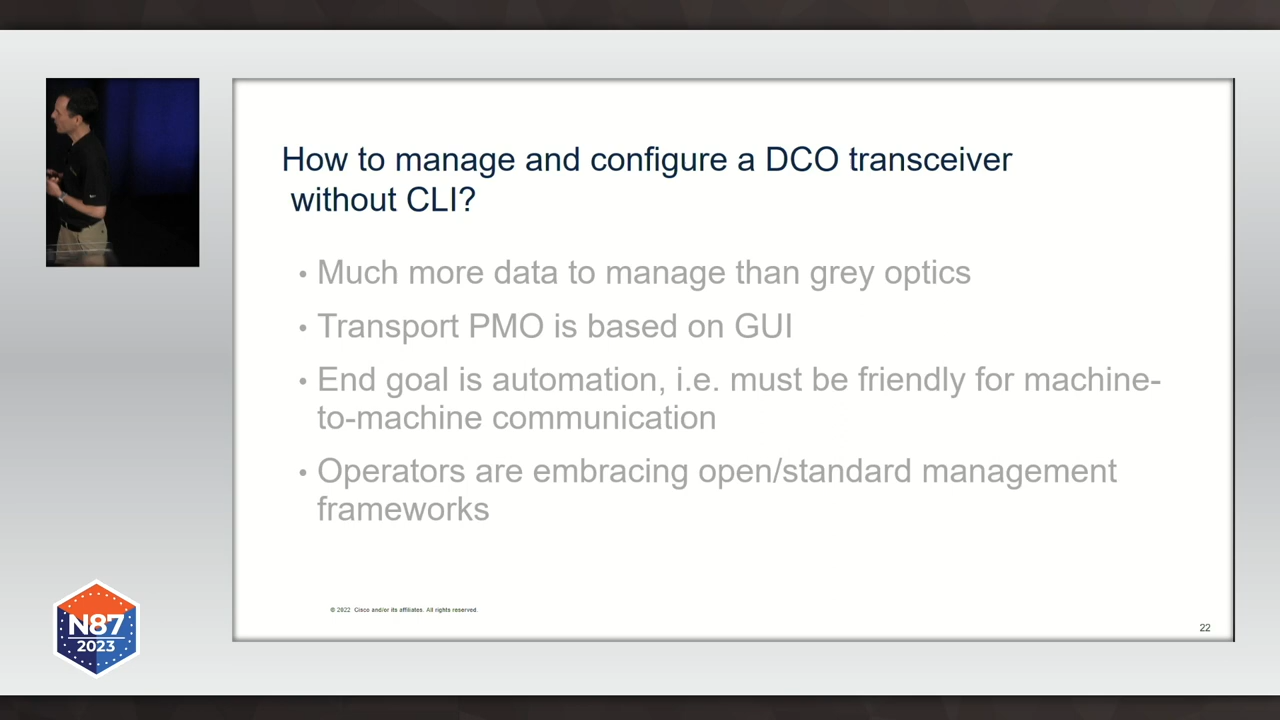 How to manage and configure a DCO transceiver
without CLI?
• Much more data to manage than grey optics
• Transport PMO is based on GUI
• End goal is automation, i.e. must be friendly for machine-
to-machine communication
• Operators are embracing open/standard management
frameworks
© 2022 Cisco and/or its affiliates. All rights reserved.
22
N87
2023